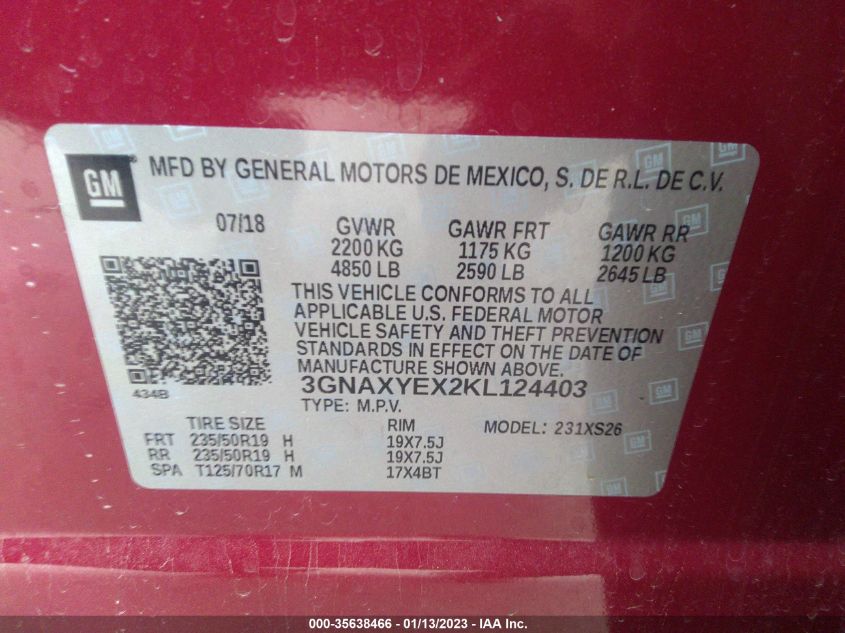 GM
MFD BY GENERAL MOTORS DE MEXICO, S. DE R.L. DE C.V.
07/18 GVWR GAWR FRT GAWR RR
2200 KG 1175 KG 1200 KG
4850 LB 2590 LB 2645 LB
THIS VEHICLE CONFORMS TO ALL
APPLICABLE U.S. FEDERAL MOTOR
VEHICLE SAFETY AND THEFT PREVENTION
STANDARDS IN EFFECT ON THE DATE OF
MANUFACTURE SHOWN ABOVE.
434B 3GNAXYEX2KL124403
TYPE: M.P.V.
TIRE SIZE RIM MODEL: 231XS26
FRT 235/50R19 H 19X7.5J
RR 235/50R19 H 19X7.5J
SPA T125/70R17 M 17X4BT
000-35638466 - 01/13/2023 - IAA Inc.